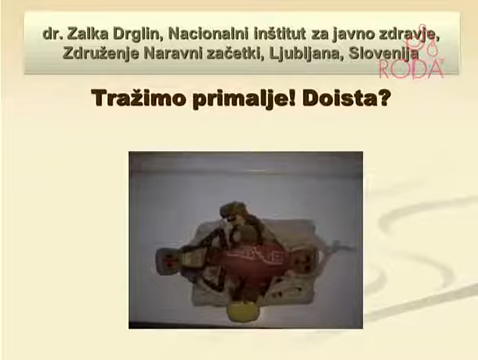 dr. Zalka Drglin, Nacionalni inštitut za javno zdravje,
Združenje Naravni začetki, Ljubljana, Slovenija
RODA
Tražimo primalje! Doista?